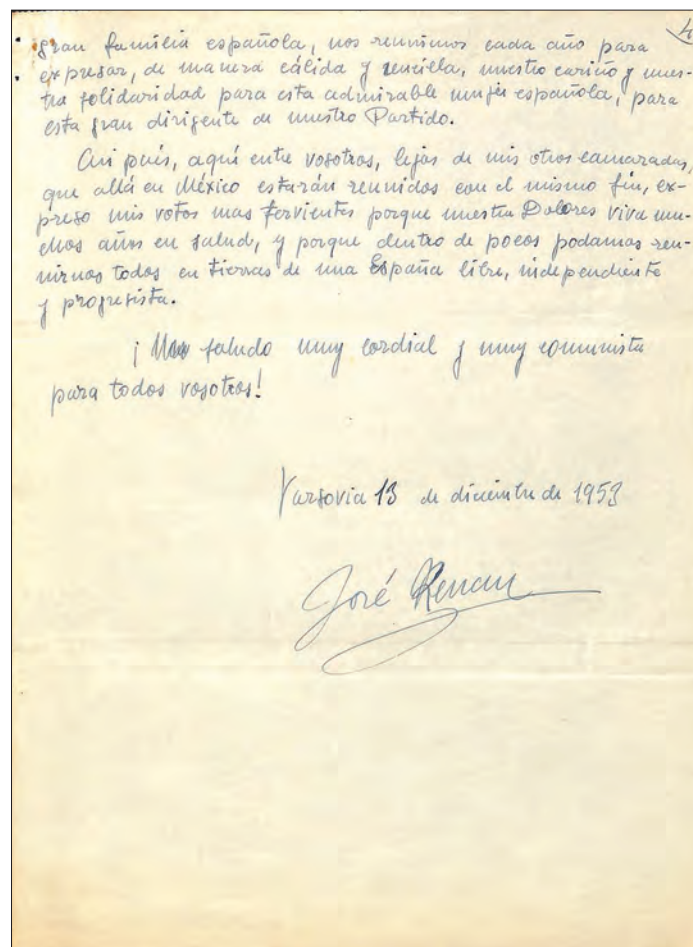 4
gran familia española, nos reunimos cada año para
expresar, de manera cálida y sencilla, nuestro cariño y nues-
tra solidaridad para esta admirable mujer española, para
esta gran dirigente de nuestro Partido.
Así pués, aquí entre vosotros, lejos de mis otros camaradas,
que allá en México estarán reunidos con el mismo fin, ex-
preso mis votos mas fervientes porque nuestra Dolores viva mu-
chos años en salud, y porque dentro de pocos podamos reu-
nirnos todos en tierras de una España libre, independiente
y progresista.
¡ Un saludo muy cordial y muy comunista
para todos vosotros!
Varsovia 13 de diciembre de 1953
José Renau